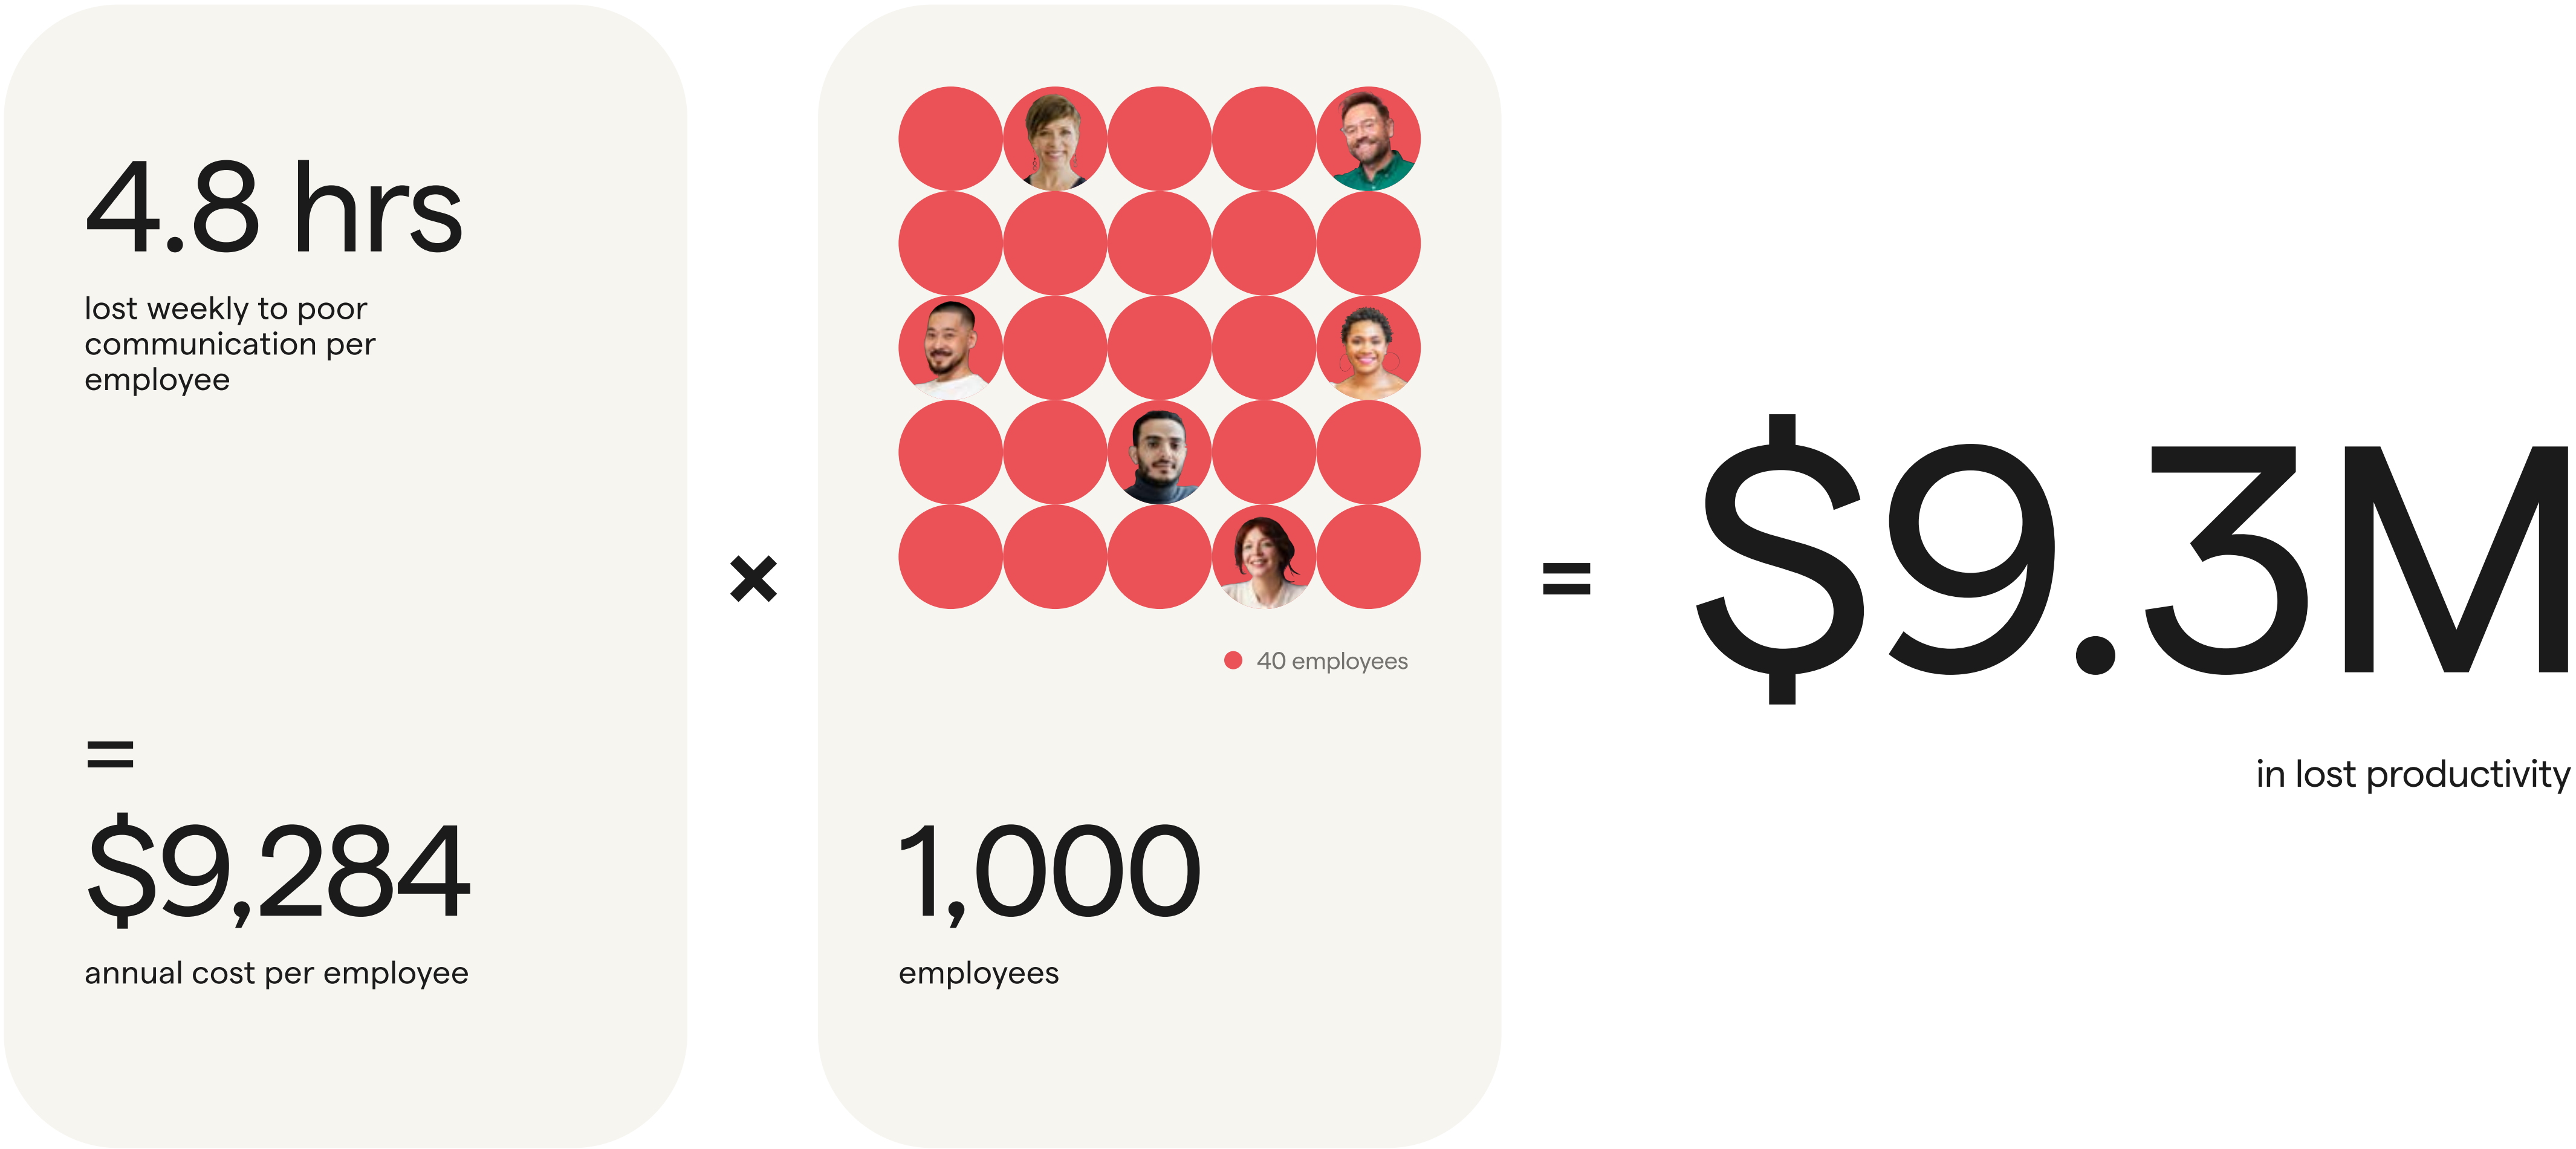 4.8 hrs
lost weekly to poor
communication per
employee
=
$9,284
annual cost per employee
×
40 employees
1,000
employees
=
$9.3M
in lost productivity